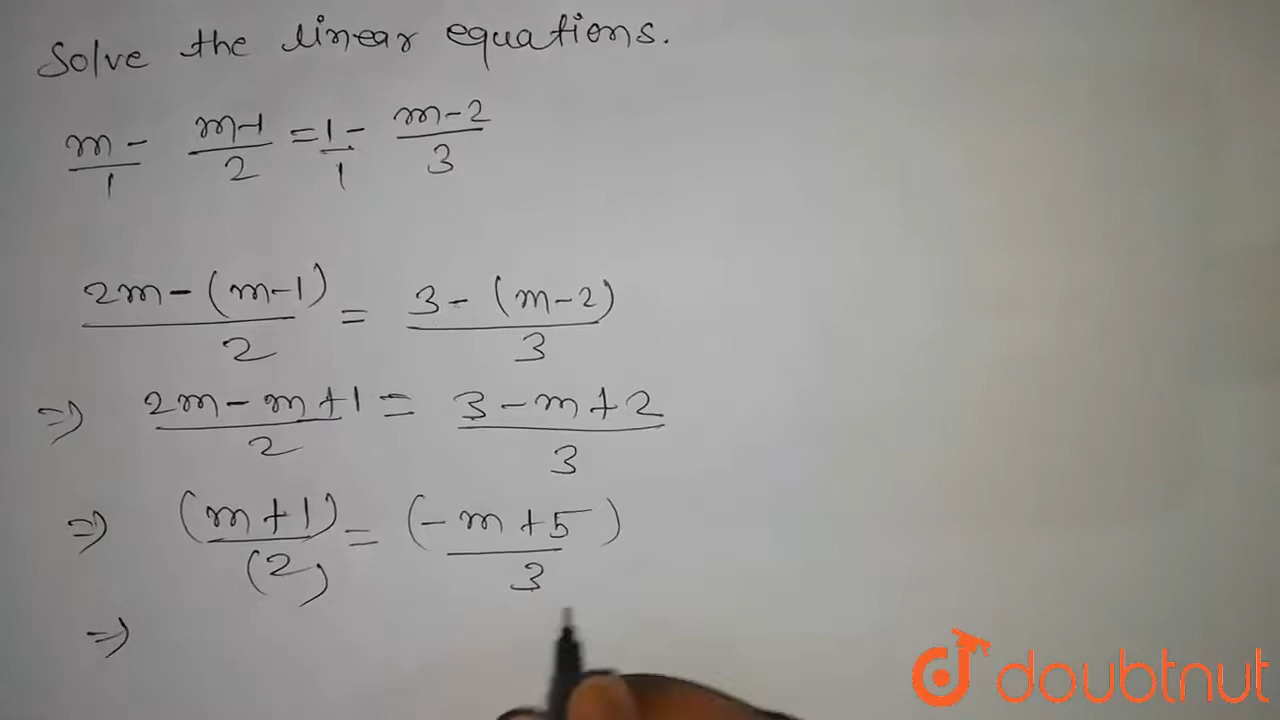 Solve the linear equations.
m/1 - (m-1)/2 = 1/1 - (m-2)/3
(2m-(m-1))/2 = (3-(m-2))/3
⇒ (2m-m+1)/2 = (3-m+2)/3
⇒ (m+1)/(2) = (-m+5)/3
⇒
doubtnut